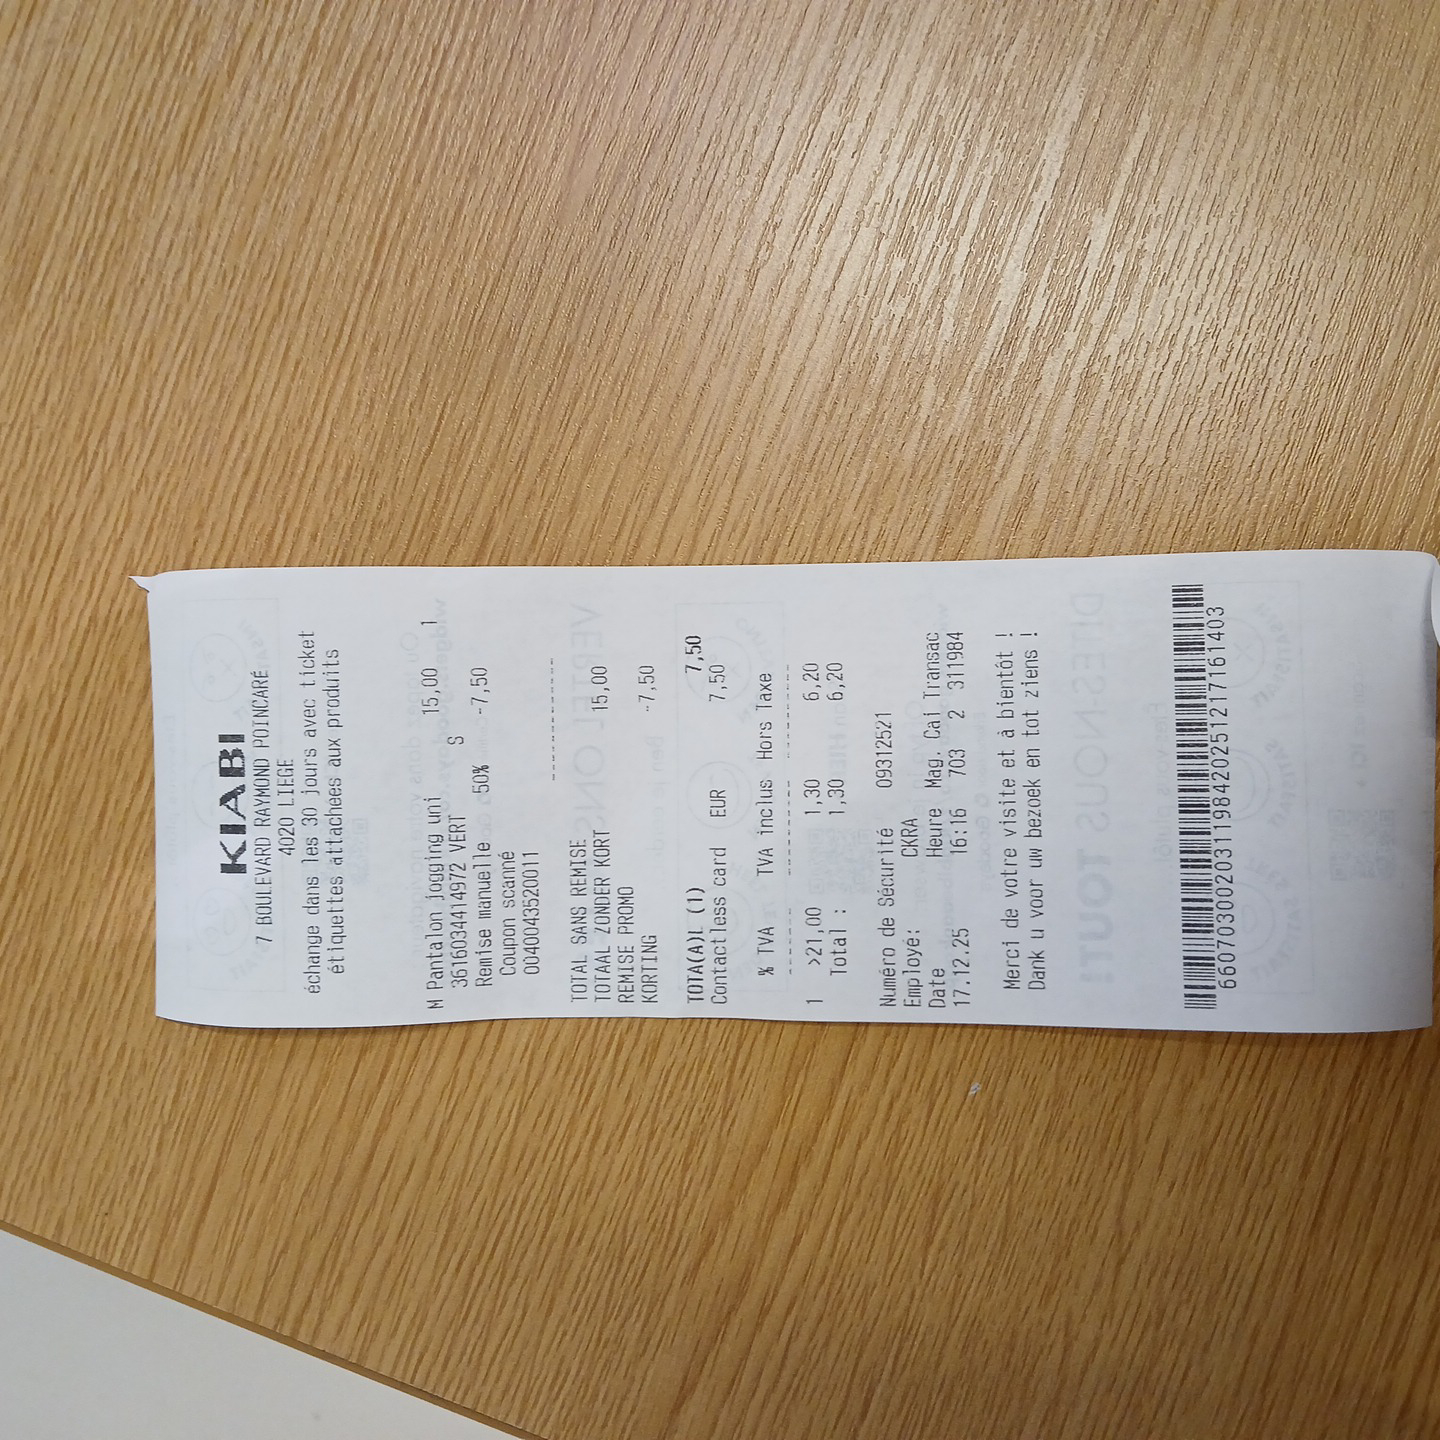 KIABI
7 BOULEVARD RAYMOND POINCARÉ
4020 LIEGE
échange dans les 30 jours avec ticket
étiquettes attachées aux produits
M Pantalon jogging uni 15,00 1
3616034414972 VERT S
Remise manuelle 50% -7,50
Coupon scanné
0040043520011
TOTAL SANS REMISE 15,00
TOTAAL ZONDER KORT
REMISE PROMO -7,50
KORTING
TOTA(A)L (1) 7,50
Contactless card EUR 7,50
% TVA TVA inclus Hors Taxe
1 >21,00 1,30 6,20
Total : 1,30 6,20
Numéro de Sécurité 09312521
Employé: CKRA
Date Heure Mag. Cai Transac
17.12.25 16:16 703 2 311984
Merci de votre visite et à bientôt !
Dank u voor uw bezoek en tot ziens !
660703002031198420251217161403